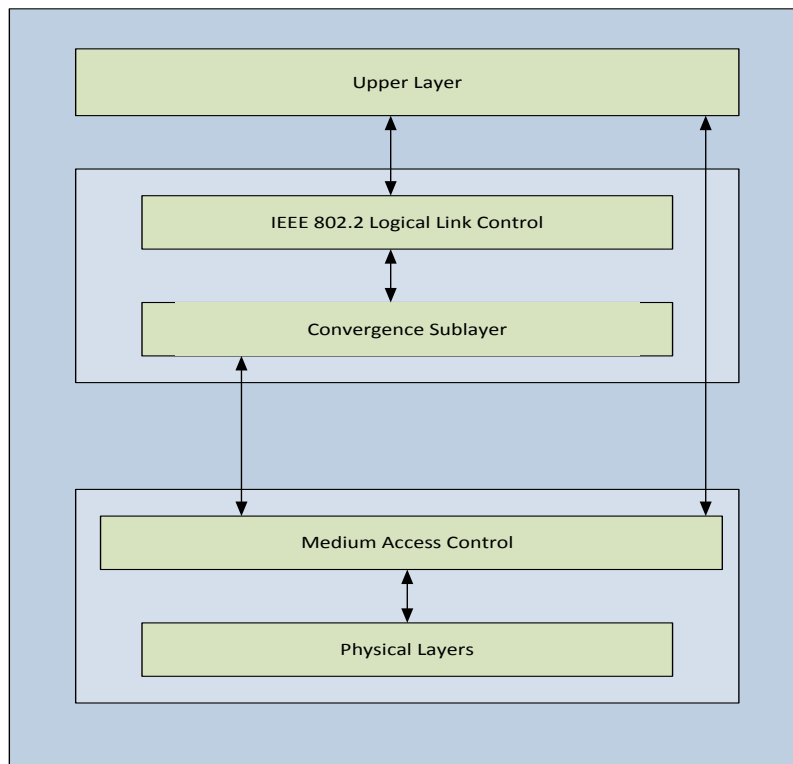 Upper Layer
IEEE 802.2 Logical Link Control
Convergence Sublayer
Medium Access Control
Physical Layers